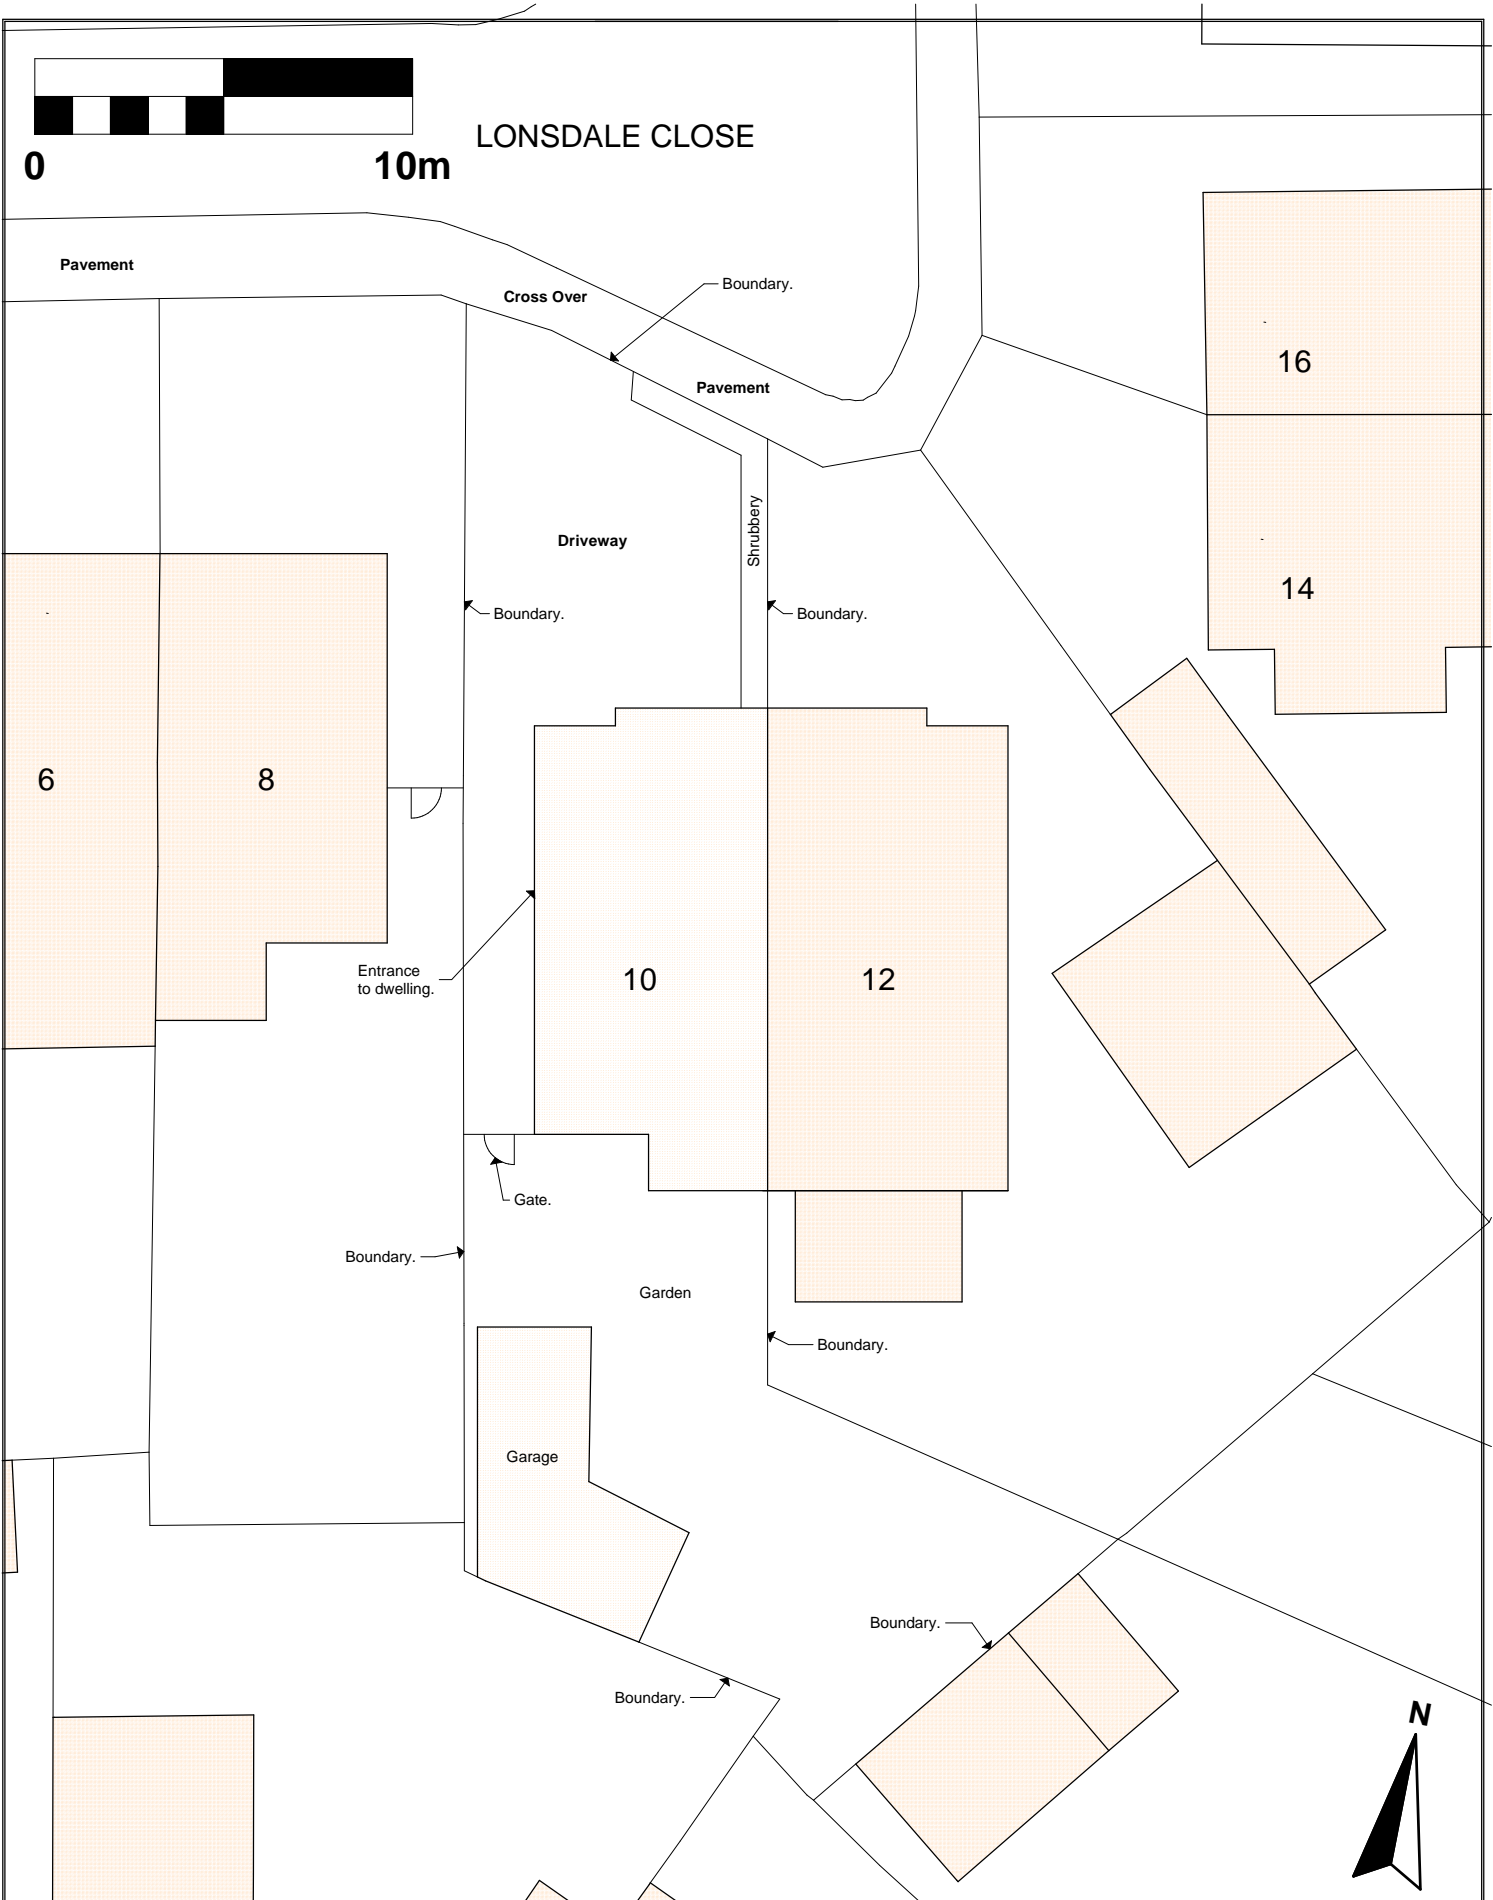 LONSDALE CLOSE
0 10m
Pavement
Boundary.
Cross Over
Pavement
16
Shrubbery
Driveway
14
Boundary.
Boundary.
6
8
Entrance
to dwelling.
10
12
Gate.
Boundary.
Garden
Boundary.
Garage
Boundary.
Boundary.
N